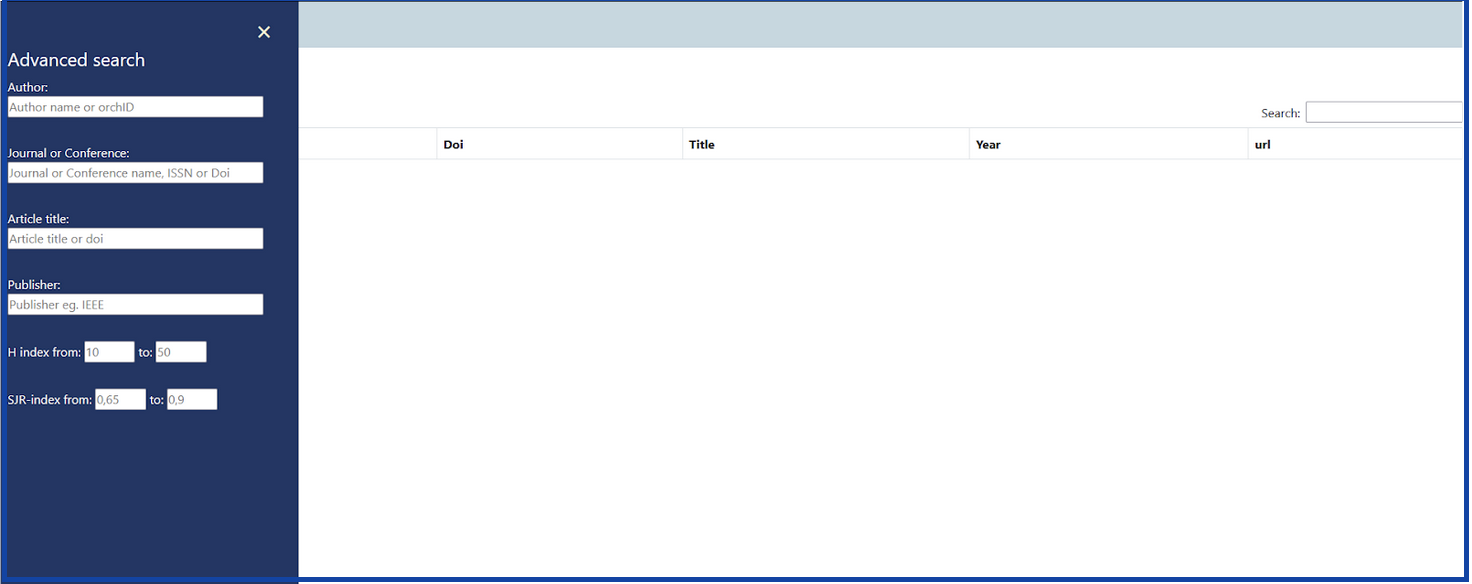 ×
Advanced search
Author:
Author name or orchID
Journal or Conference:
Journal or Conference name, ISSN or Doi
Article title:
Article title or doi
Publisher:
Publisher eg. IEEE
H index from: 10 to: 50
SJR-index from: 0,65 to: 0,9
Search:
Doi Title Year url